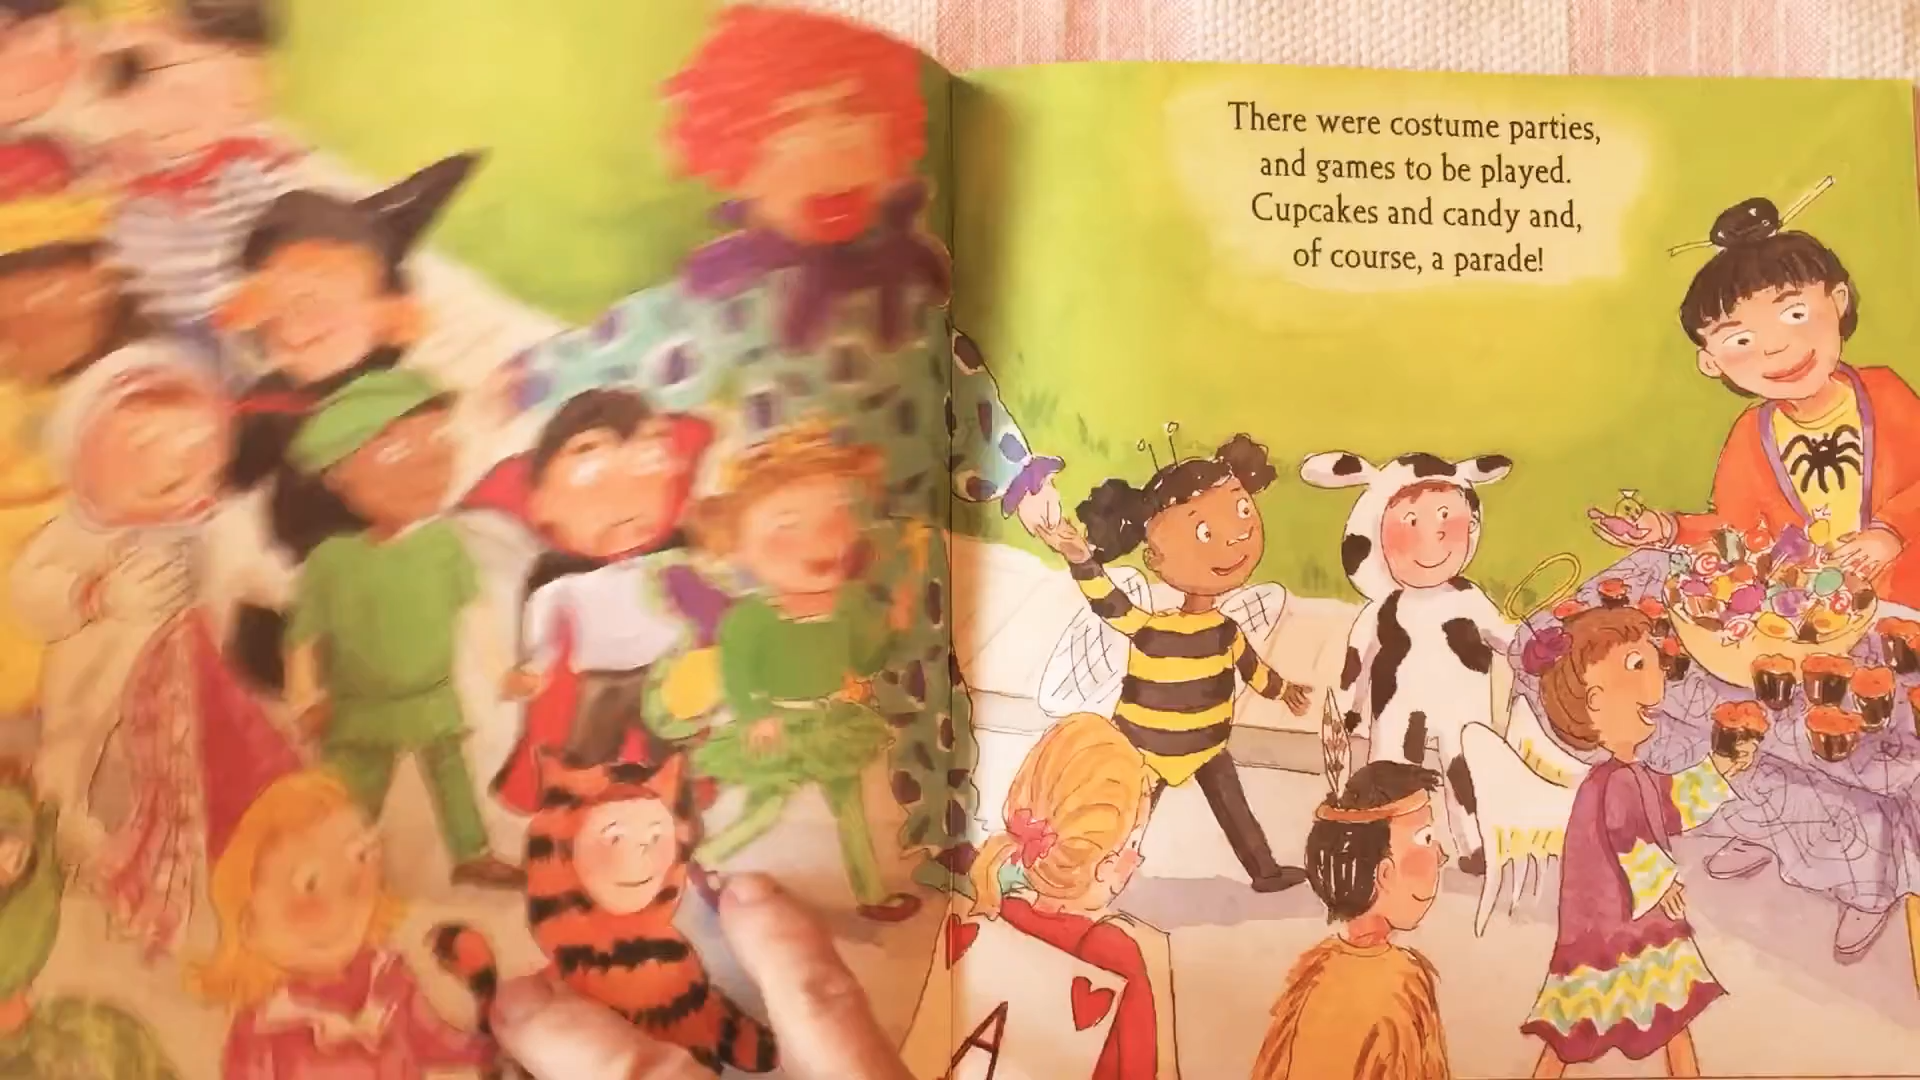 There were costume parties,
and games to be played.
Cupcakes and candy and,
of course, a parade!
A